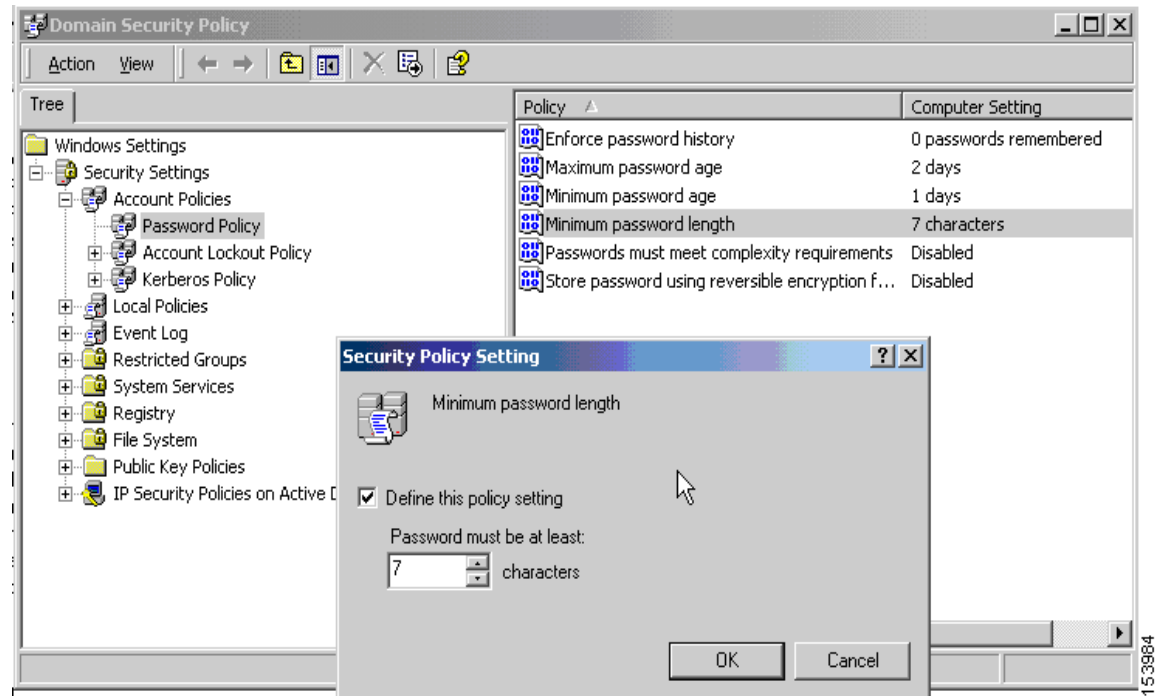 Domain Security Policy
Action View
Tree
Policy Computer Setting
Windows Settings
Security Settings
Account Policies
Password Policy
Account Lockout Policy
Kerberos Policy
Local Policies
Event Log
Restricted Groups
System Services
Registry
File System
Public Key Policies
IP Security Policies on Active D
Enforce password history 0 passwords remembered
Maximum password age 2 days
Minimum password age 1 days
Minimum password length 7 characters
Passwords must meet complexity requirements Disabled
Store password using reversible encryption f... Disabled
Security Policy Setting
Minimum password length
Define this policy setting
Password must be at least:
7 characters
OK Cancel
153984